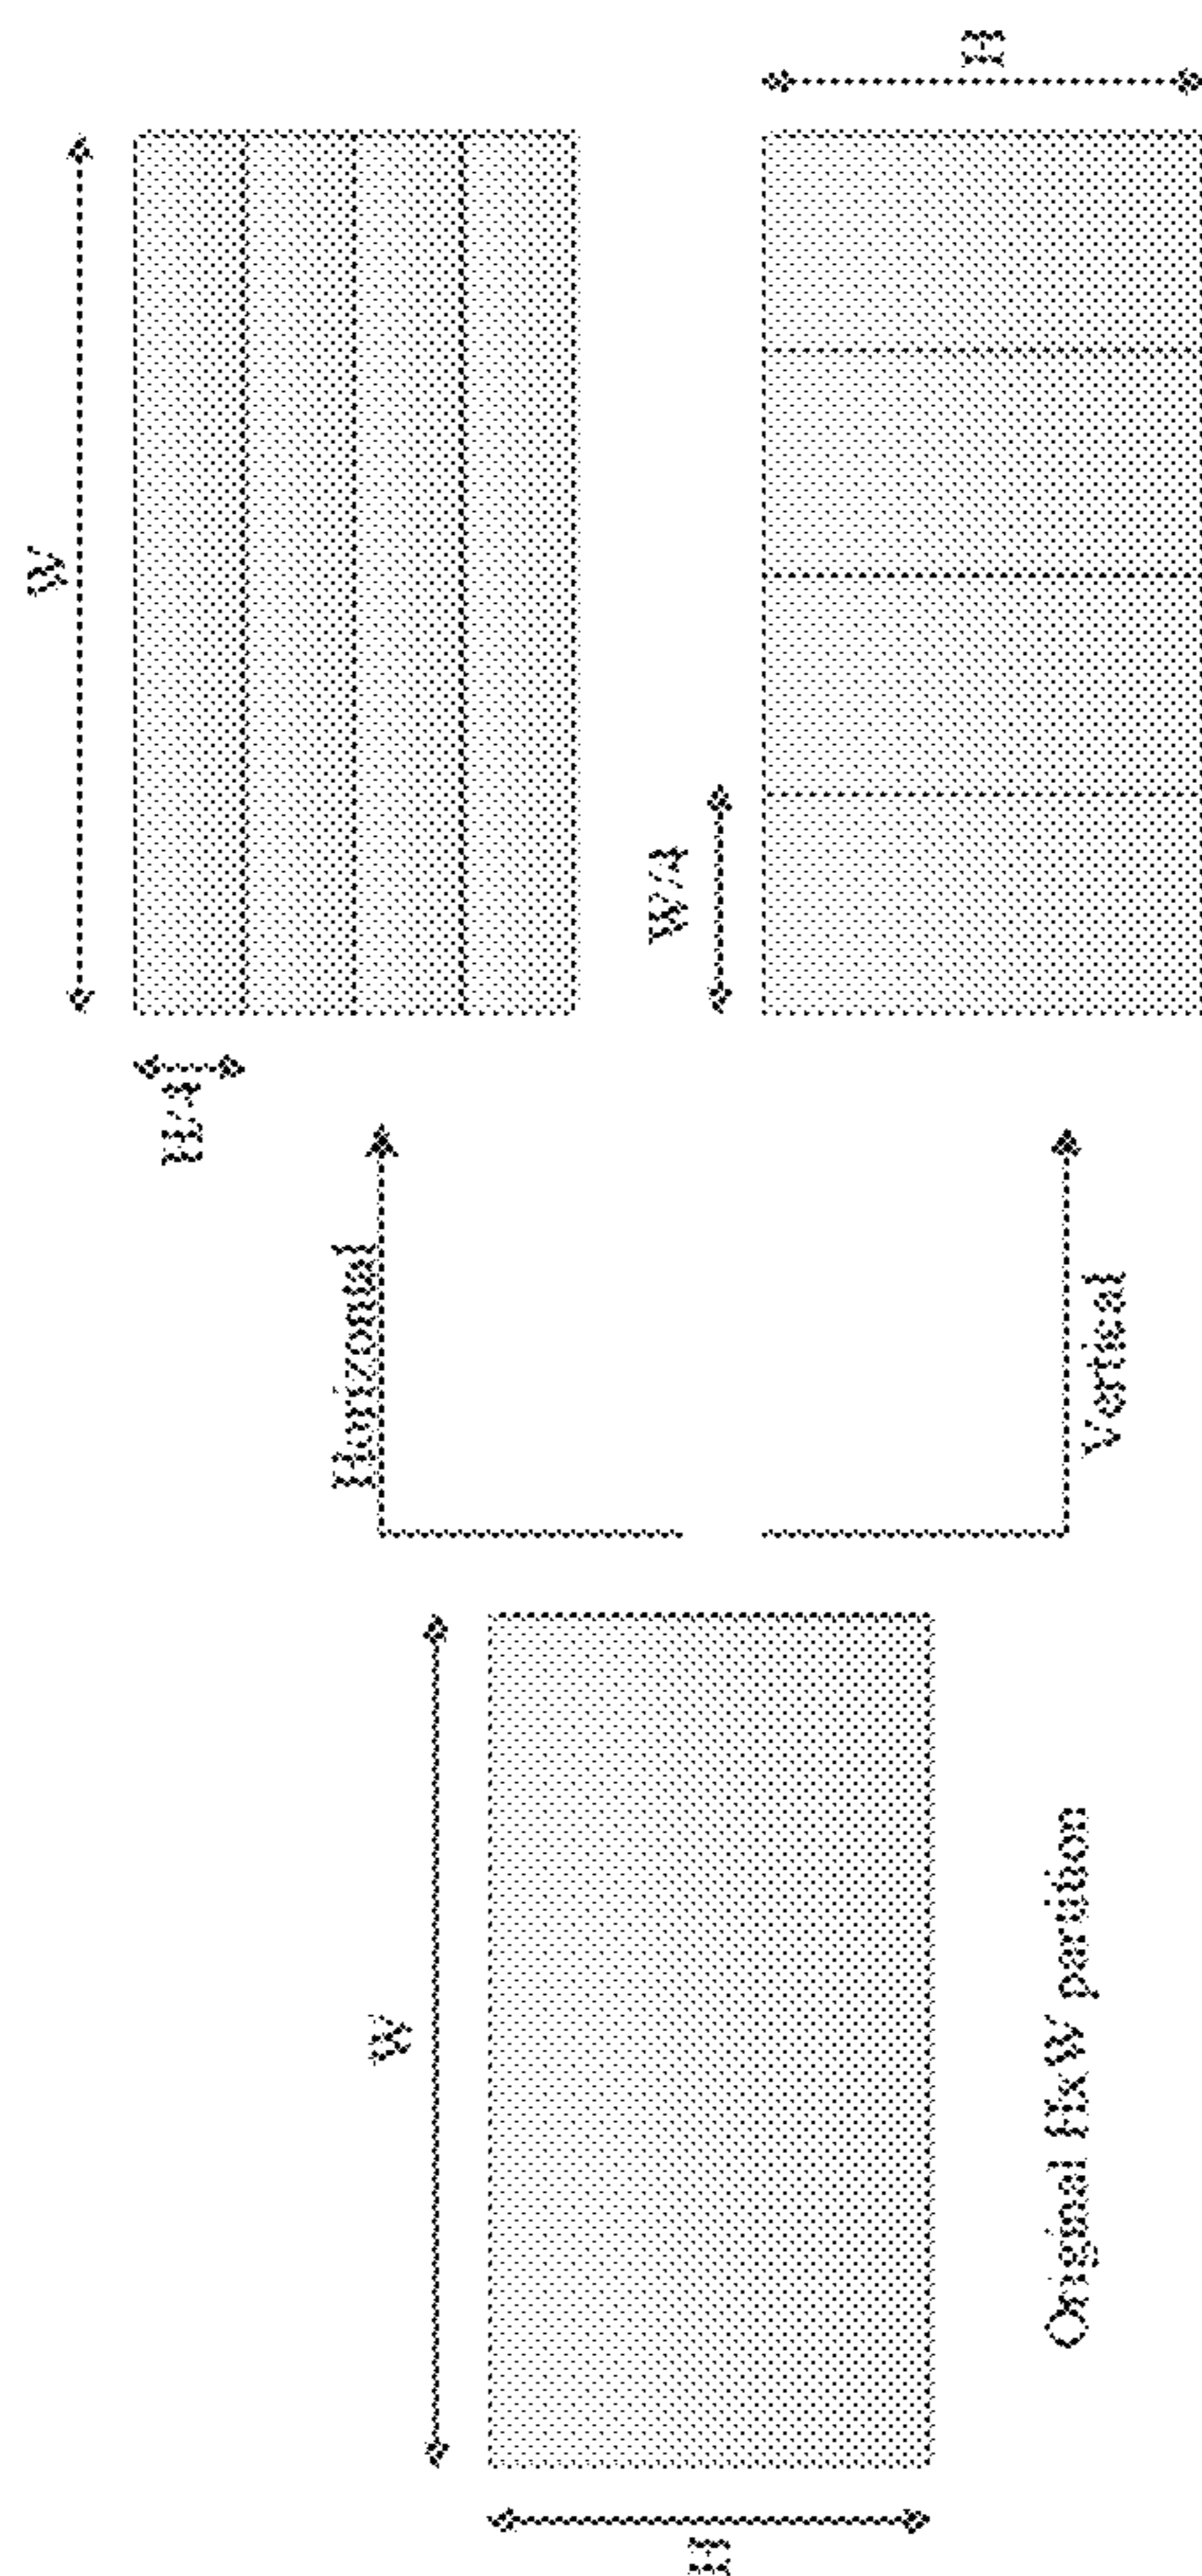 H
W
Original HxW partition
Horizontal
Vertical
H/4
W
W/4
H